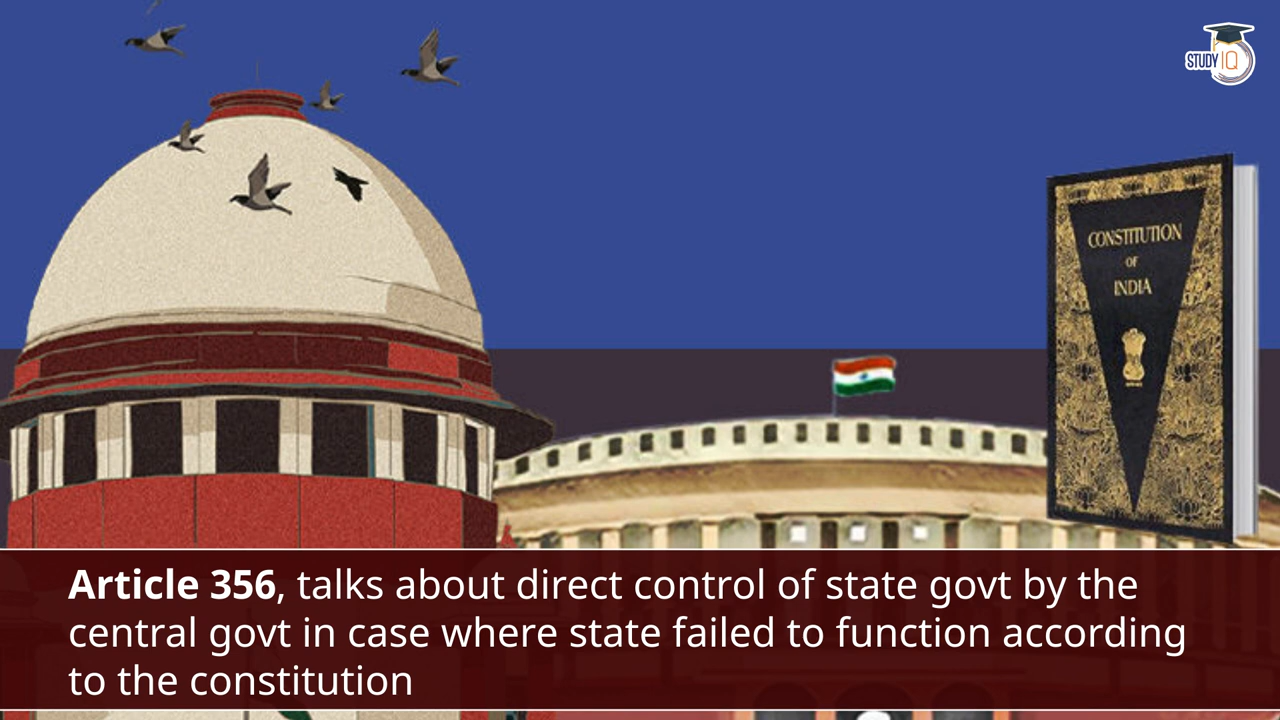 STUDY IQ
CONSTITUTION
OF
INDIA
Article 356, talks about direct control of state govt by the
central govt in case where state failed to function according
to the constitution